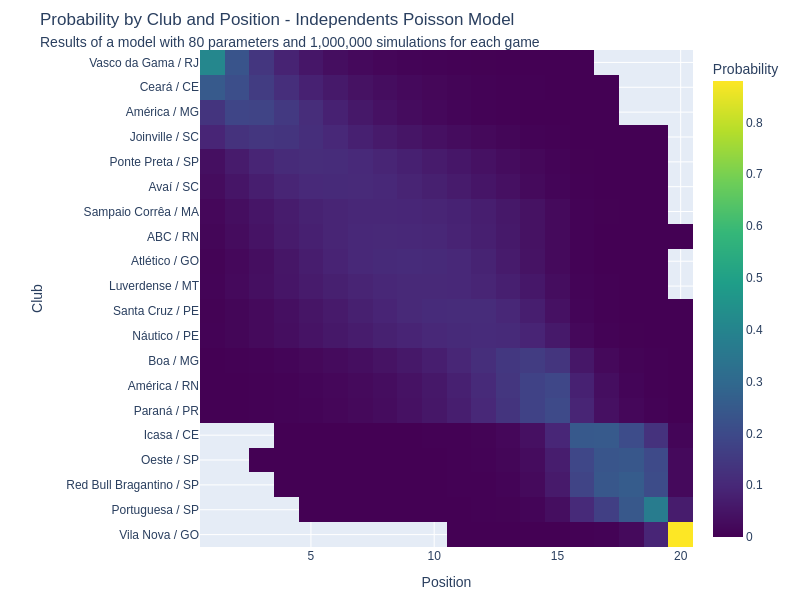 Probability by Club and Position - Independents Poisson Model
Results of a model with 80 parameters and 1,000,000 simulations for each game
Probability
Vasco da Gama / RJ
Ceará / CE
América / MG
Joinville / SC
Ponte Preta / SP
Avaí / SC
Sampaio Corrêa / MA
ABC / RN
Atlético / GO
Luverdense / MT
Santa Cruz / PE
Náutico / PE
Boa / MG
América / RN
Paraná / PR
Icasa / CE
Oeste / SP
Red Bull Bragantino / SP
Portuguesa / SP
Vila Nova / GO
Club
5
10
15
20
Position
0.8
0.7
0.6
0.5
0.4
0.3
0.2
0.1
0